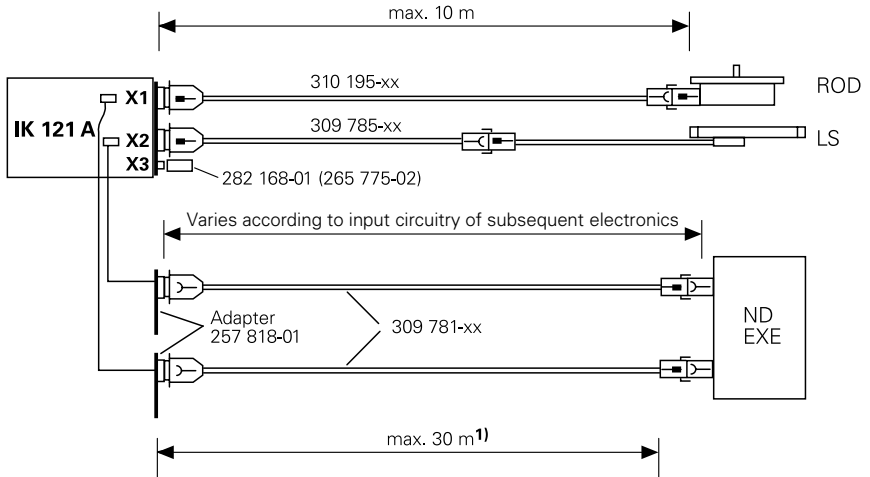 max. 10 m
310 195-xx
ROD
X1
IK 121 A
309 785-xx
X2
LS
X3
282 168-01 (265 775-02)
Varies according to input circuitry of subsequent electronics
Adapter
257 818-01
309 781-xx
ND
EXE
max. 30 m1)